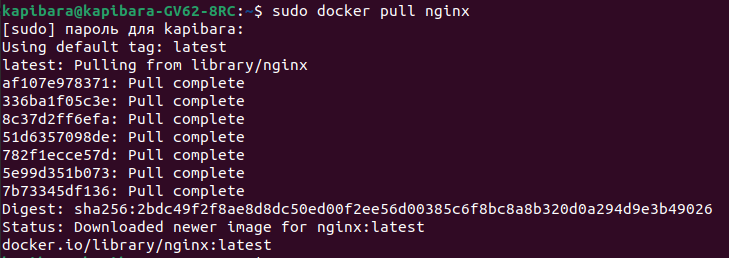 kapibara@kapibara-GV62-8RC:~$ sudo docker pull nginx
[sudo] пароль для kapibara:
Using default tag: latest
latest: Pulling from library/nginx
af107e978371: Pull complete
336ba1f05c3e: Pull complete
8c37d2ff6efa: Pull complete
51d6357098de: Pull complete
782f1ecce57d: Pull complete
5e99d351b073: Pull complete
7b73345df136: Pull complete
Digest: sha256:2bdc49f2f8ae8d8dc50ed00f2ee56d00385c6f8bc8a8b320d0a294d9e3b49026
Status: Downloaded newer image for nginx:latest
docker.io/library/nginx:latest